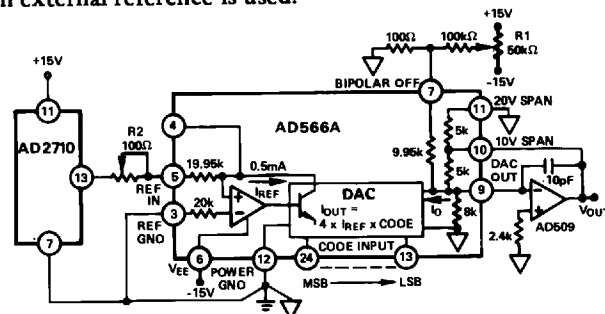 n external reference is used.
+15V
100Ω
100kΩ
R1
50kΩ
-15V
BIPOLAR OFF
7
+15V
11
AD2710
13
7
R2
100Ω
4
5
REF IN
3
REF GNO
AD566A
19.95k
0.5mA
IREF
20k
DAC
IOUT =
4 x IREF x COOE
9.95k
5k
5k
8k
IO
11
20V SPAN
10
10V SPAN
DAC OUT
9
10pF
VOUT
AD509
2.4k
VEE
6
-15V
POWER GNO
12
CODE INPUT
24
13
MSB
LSB